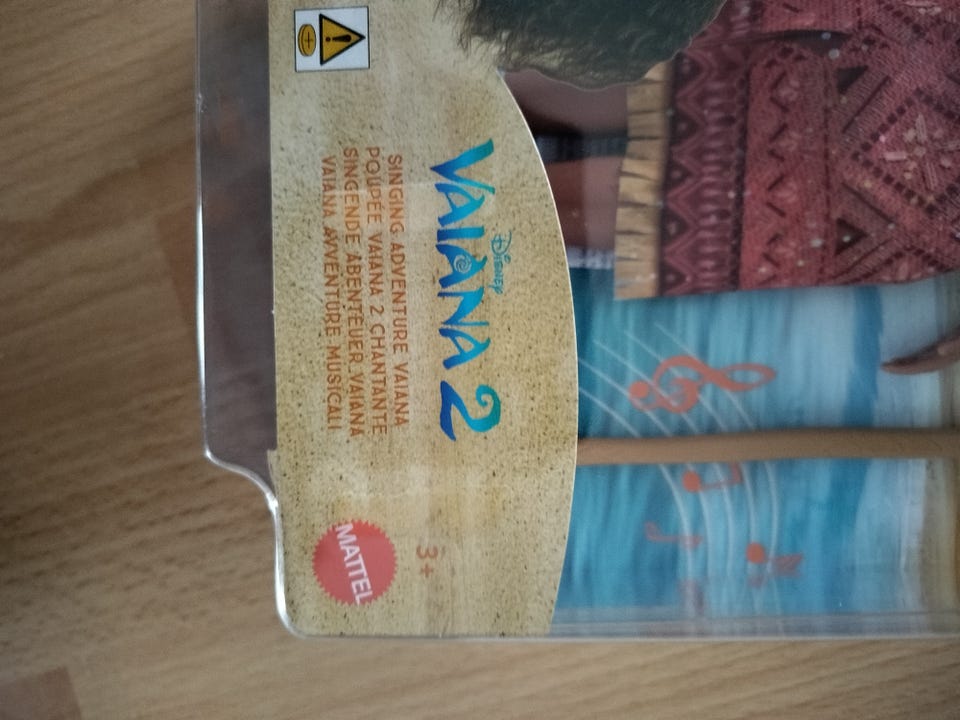 Disney
VAIANA 2
SINGING ADVENTURE VAIANA
POUPÉE VAIANA 2 CHANTANTE
SINGENDE ABENTEUER VAIANA
VAIANA AVVENTURE MUSICALI
3+
MATTEL